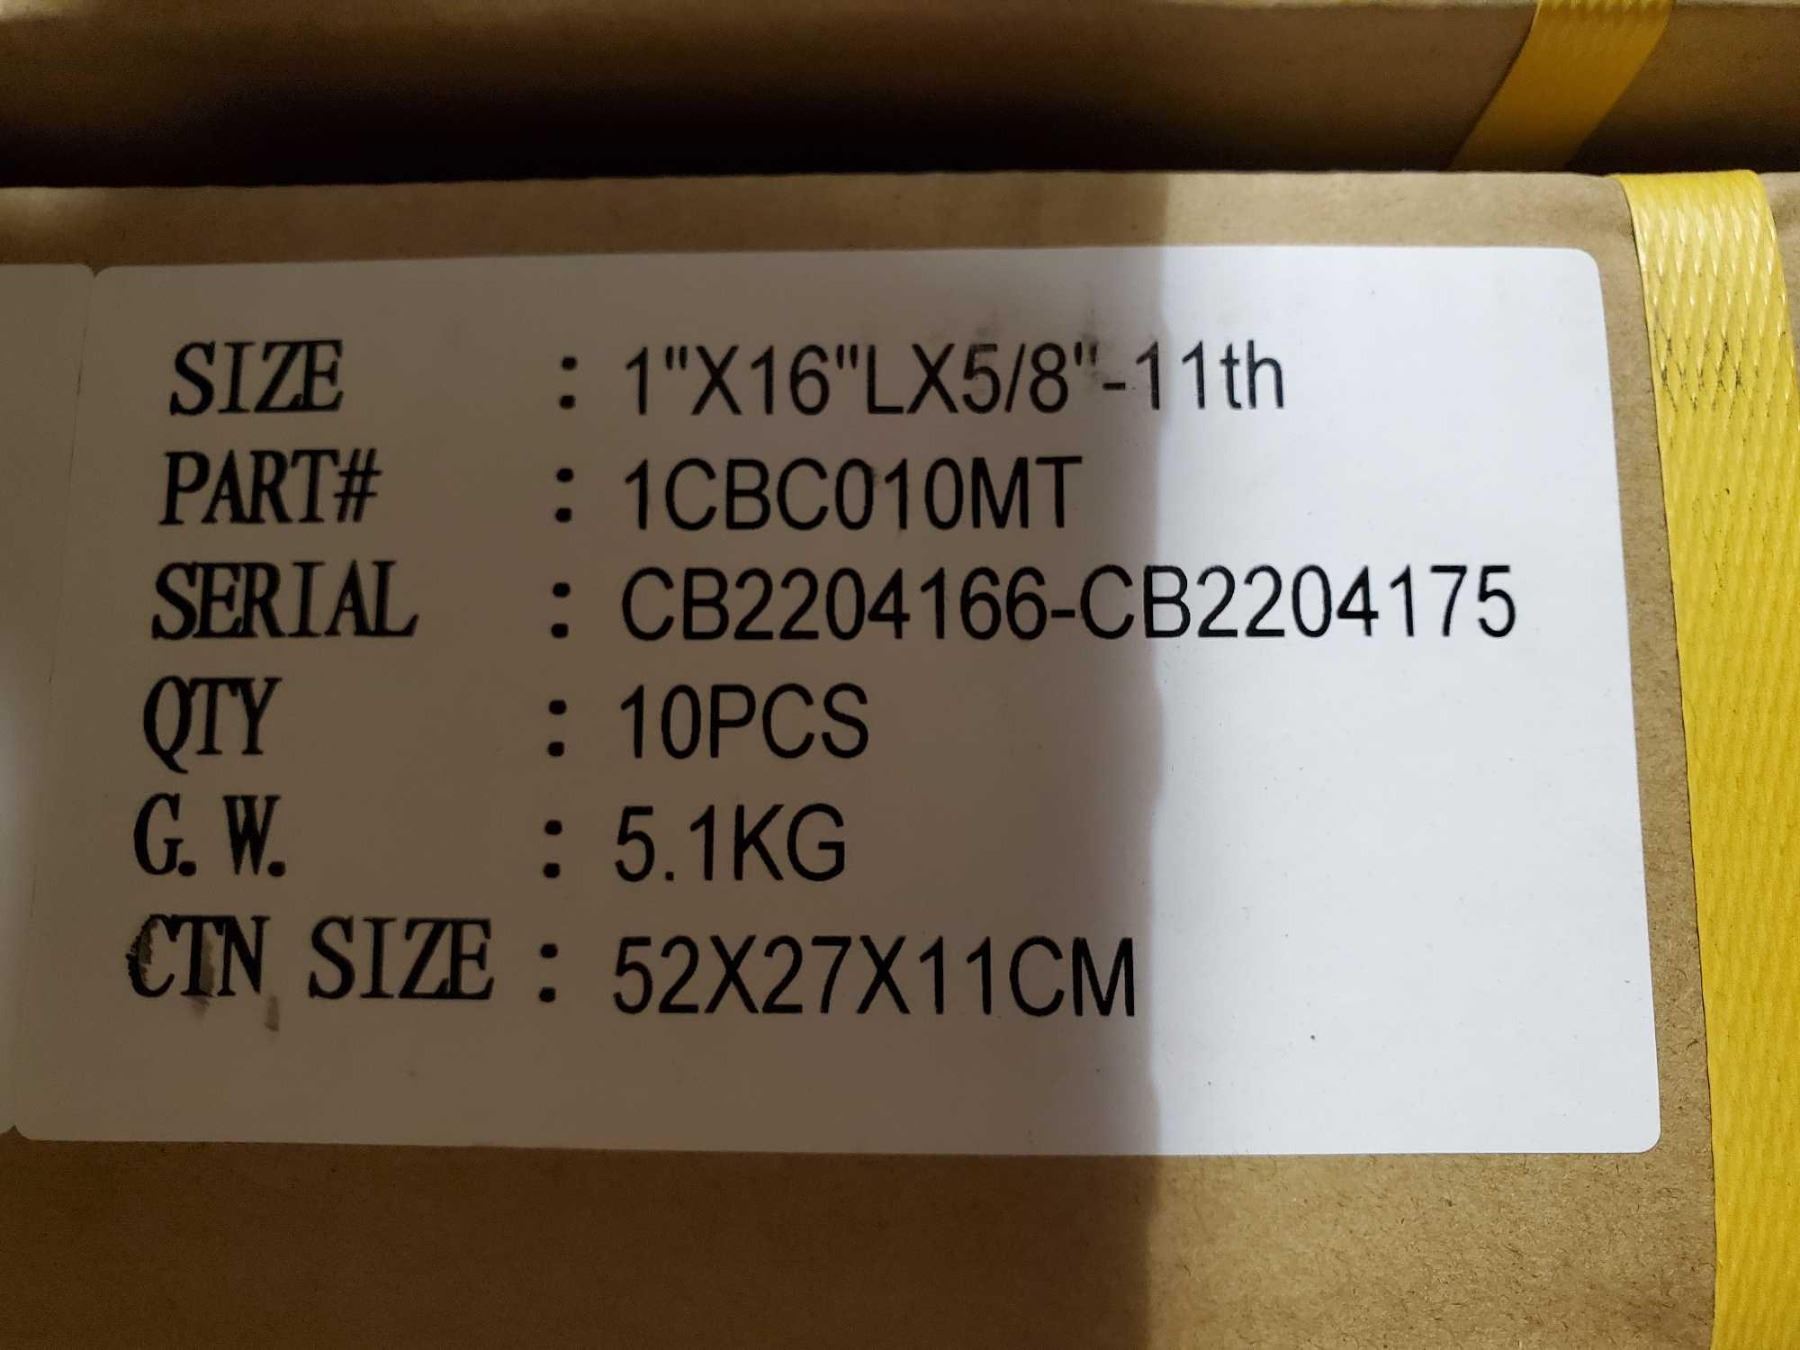 SIZE : 1"X16"LX5/8"-11th
PART# : 1CBC010MT
SERIAL : CB2204166-CB2204175
QTY : 10PCS
G.W. : 5.1KG
CTN SIZE : 52X27X11CM